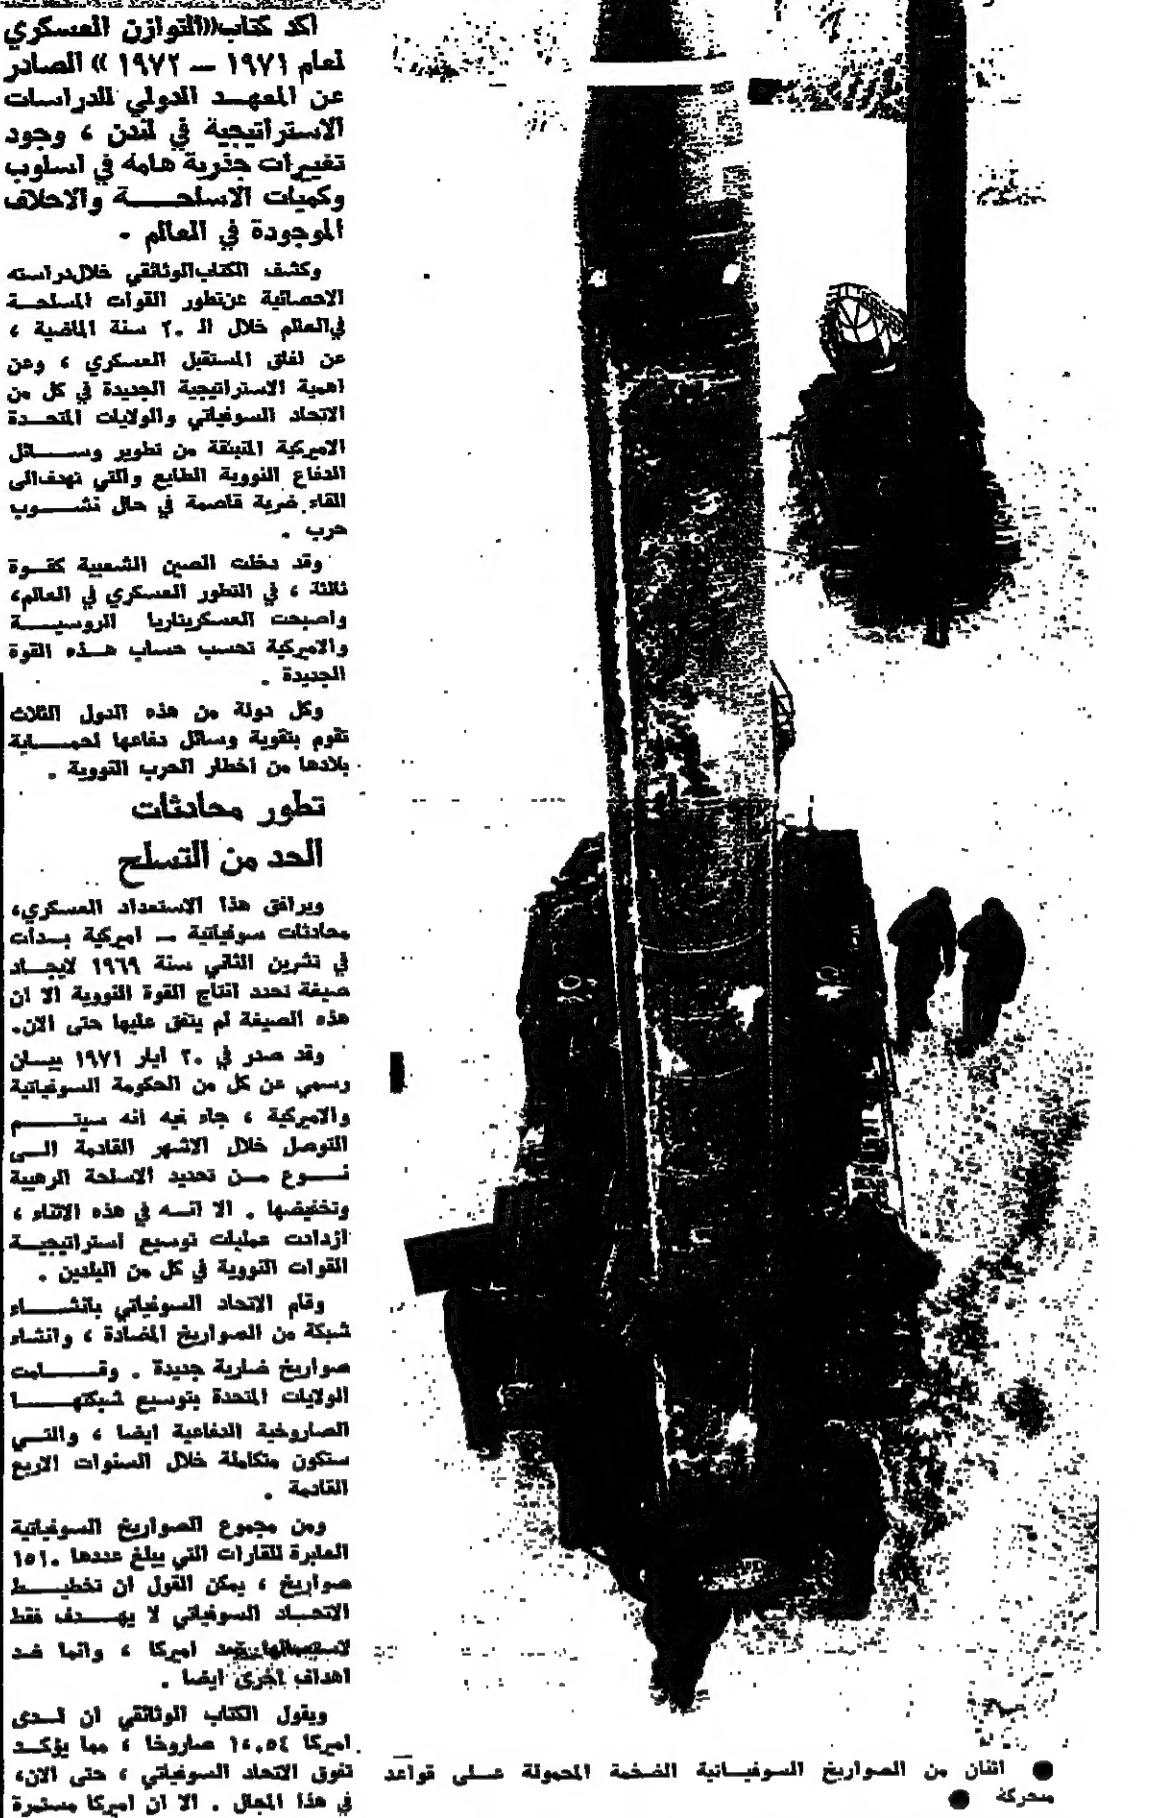 اكد كتاب«التوازن العسكري
لعام ١٩٧١ — ١٩٧٢ » الصادر
عن المعهد الدولي للدراسات
الاستراتيجية في لندن ، وجود
تغييرات جذرية هامة في اسلوب
وكميات الاسلحة والاحلاف
الموجودة في العالم .
وكشف الكتاب الوثائقي خلال دراسته
الاحصائية عن تطور القوات المسلحة
في العالم خلال الـ ٢٠ سنة الماضية ،
عن افاق المستقبل العسكري ، وعن
اهمية الاستراتيجية الجديدة في كل من
الاتحاد السوفياتي والولايات المتحدة
الاميركية المنبثقة من تطوير وسائل
الدفاع النووية الطابع والتي تهدف الى
القاء ضربة قاصمة في حال نشوب
حرب .
وقد دخلت الصين الشعبية كقوة
ثالثة ، في التطور العسكري في العالم،
واصبحت العسكريتاريا الروسية
والاميركية تحسب حساب هذه القوة
الجديدة .
وكل دولة من هذه الدول الثلاث
تقوم بتقوية وسائل دفاعها لحماية
بلادها من اخطار الحرب النووية .
تطور محادثات
الحد من التسلح
ويرافق هذا الاستعداد العسكري،
محادثات سوفياتية — اميركية بدأت
في تشرين الثاني سنة ١٩٦٩ لايجاد
صيغة تحدد انتاج القوة النووية الا ان
هذه الصيغة لم يتفق عليها حتى الان.
وقد صدر في ٢٠ ايار ١٩٧١ بيان
رسمي عن كل من الحكومة السوفياتية
والاميركية ، جاء فيه انه سيتم
التوصل خلال الاشهر القادمة الى
نوع من تحديد الاسلحة الرهيبة
وتخفيضها . الا انه في هذه الاثناء ،
ازدادت عمليات توسيع استراتيجية
القوات النووية في كل من البلدين .
وقام الاتحاد السوفياتي بانشاء
شبكة من الصواريخ المضادة ، وانشاء
صواريخ ضاربة جديدة . وقامت
الولايات المتحدة بتوسيع شبكتها
الصاروخية الدفاعية ايضا ، والتي
ستكون متكاملة خلال السنوات الاربع
القادمة .
ومن مجموع الصواريخ السوفياتية
العابرة للقارات التي يبلغ عددها ١٥١٠
صواريخ ، يمكن القول ان تخطيط
الاتحاد السوفياتي لا يهدف فقط
لاستعمالها ضد اميركا ، وانما ضد
اهداف اخرى ايضا .
ويقول الكتاب الوثائقي ان لدى
اميركا ١٠٥٤ صاروخا ، مما يؤكد
تفوق الاتحاد السوفياتي ، حتى الان،
في هذا المجال . الا ان اميركا مستمرة
● اثنان من الصواريخ السوفياتية الضخمة المحمولة على قواعد
متحركة ●